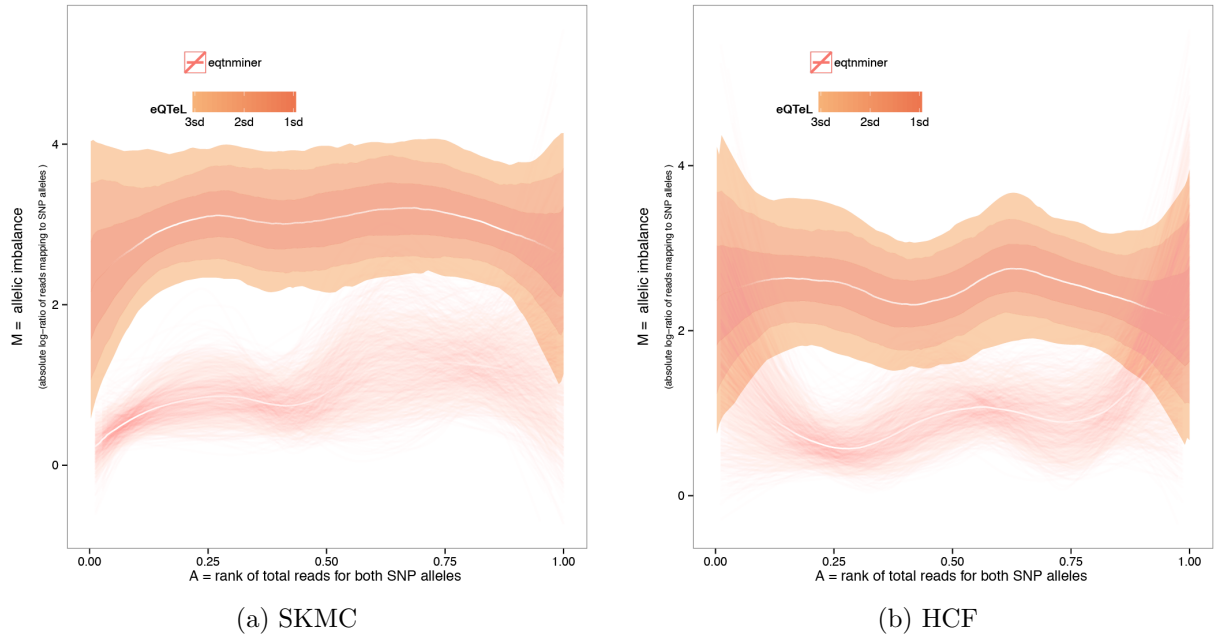 eqtnminer
eQTeL
3sd 2sd 1sd
4
2
0
M = allelic imbalance
(absolute log−ratio of reads mapping to SNP alleles )
0.00 0.25 0.50 0.75 1.00
A = rank of total reads for both SNP alleles
(a) SKMC
eqtnminer
eQTeL
3sd 2sd 1sd
4
2
0
M = allelic imbalance
(absolute log−ratio of reads mapping to SNP alleles )
0.00 0.25 0.50 0.75 1.00
A = rank of total reads for both SNP alleles
(b) HCF